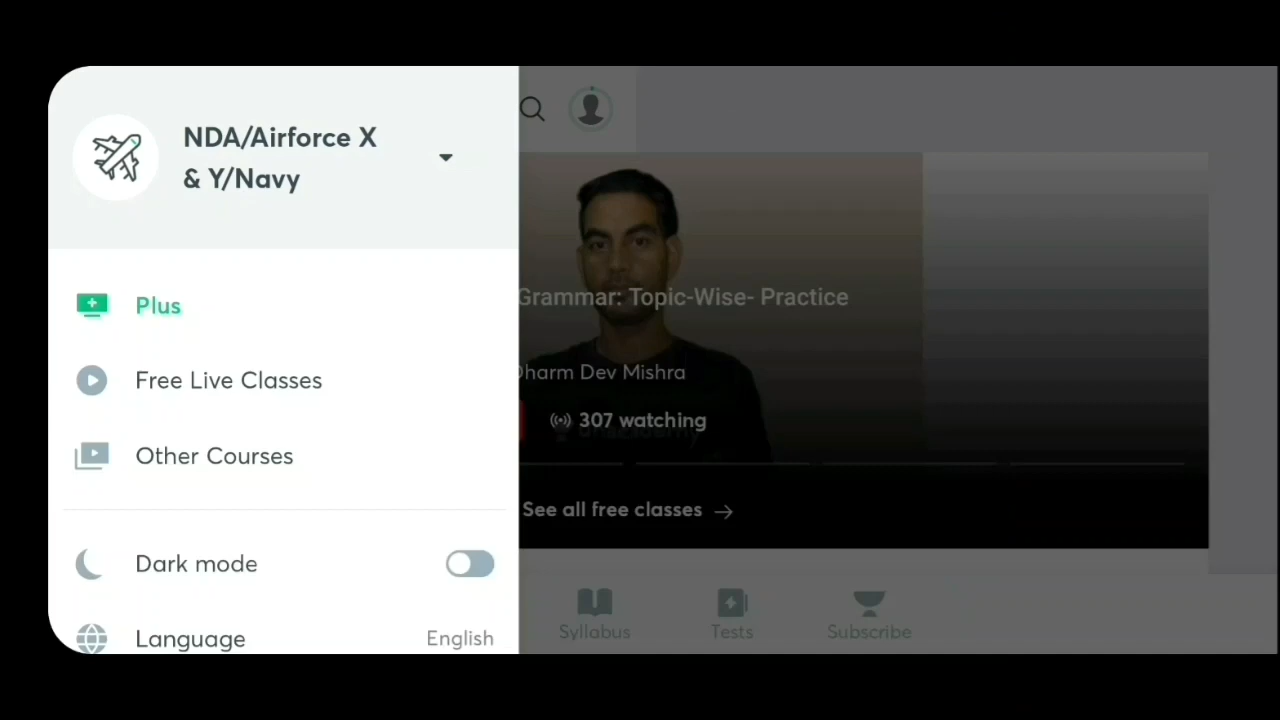 NDA/Airforce X
& Y/Navy
Plus
Free Live Classes
Other Courses
Dark mode
Language English
Grammar: Topic-Wise- Practice
Dharm Dev Mishra
307 watching
See all free classes
Syllabus Tests Subscribe